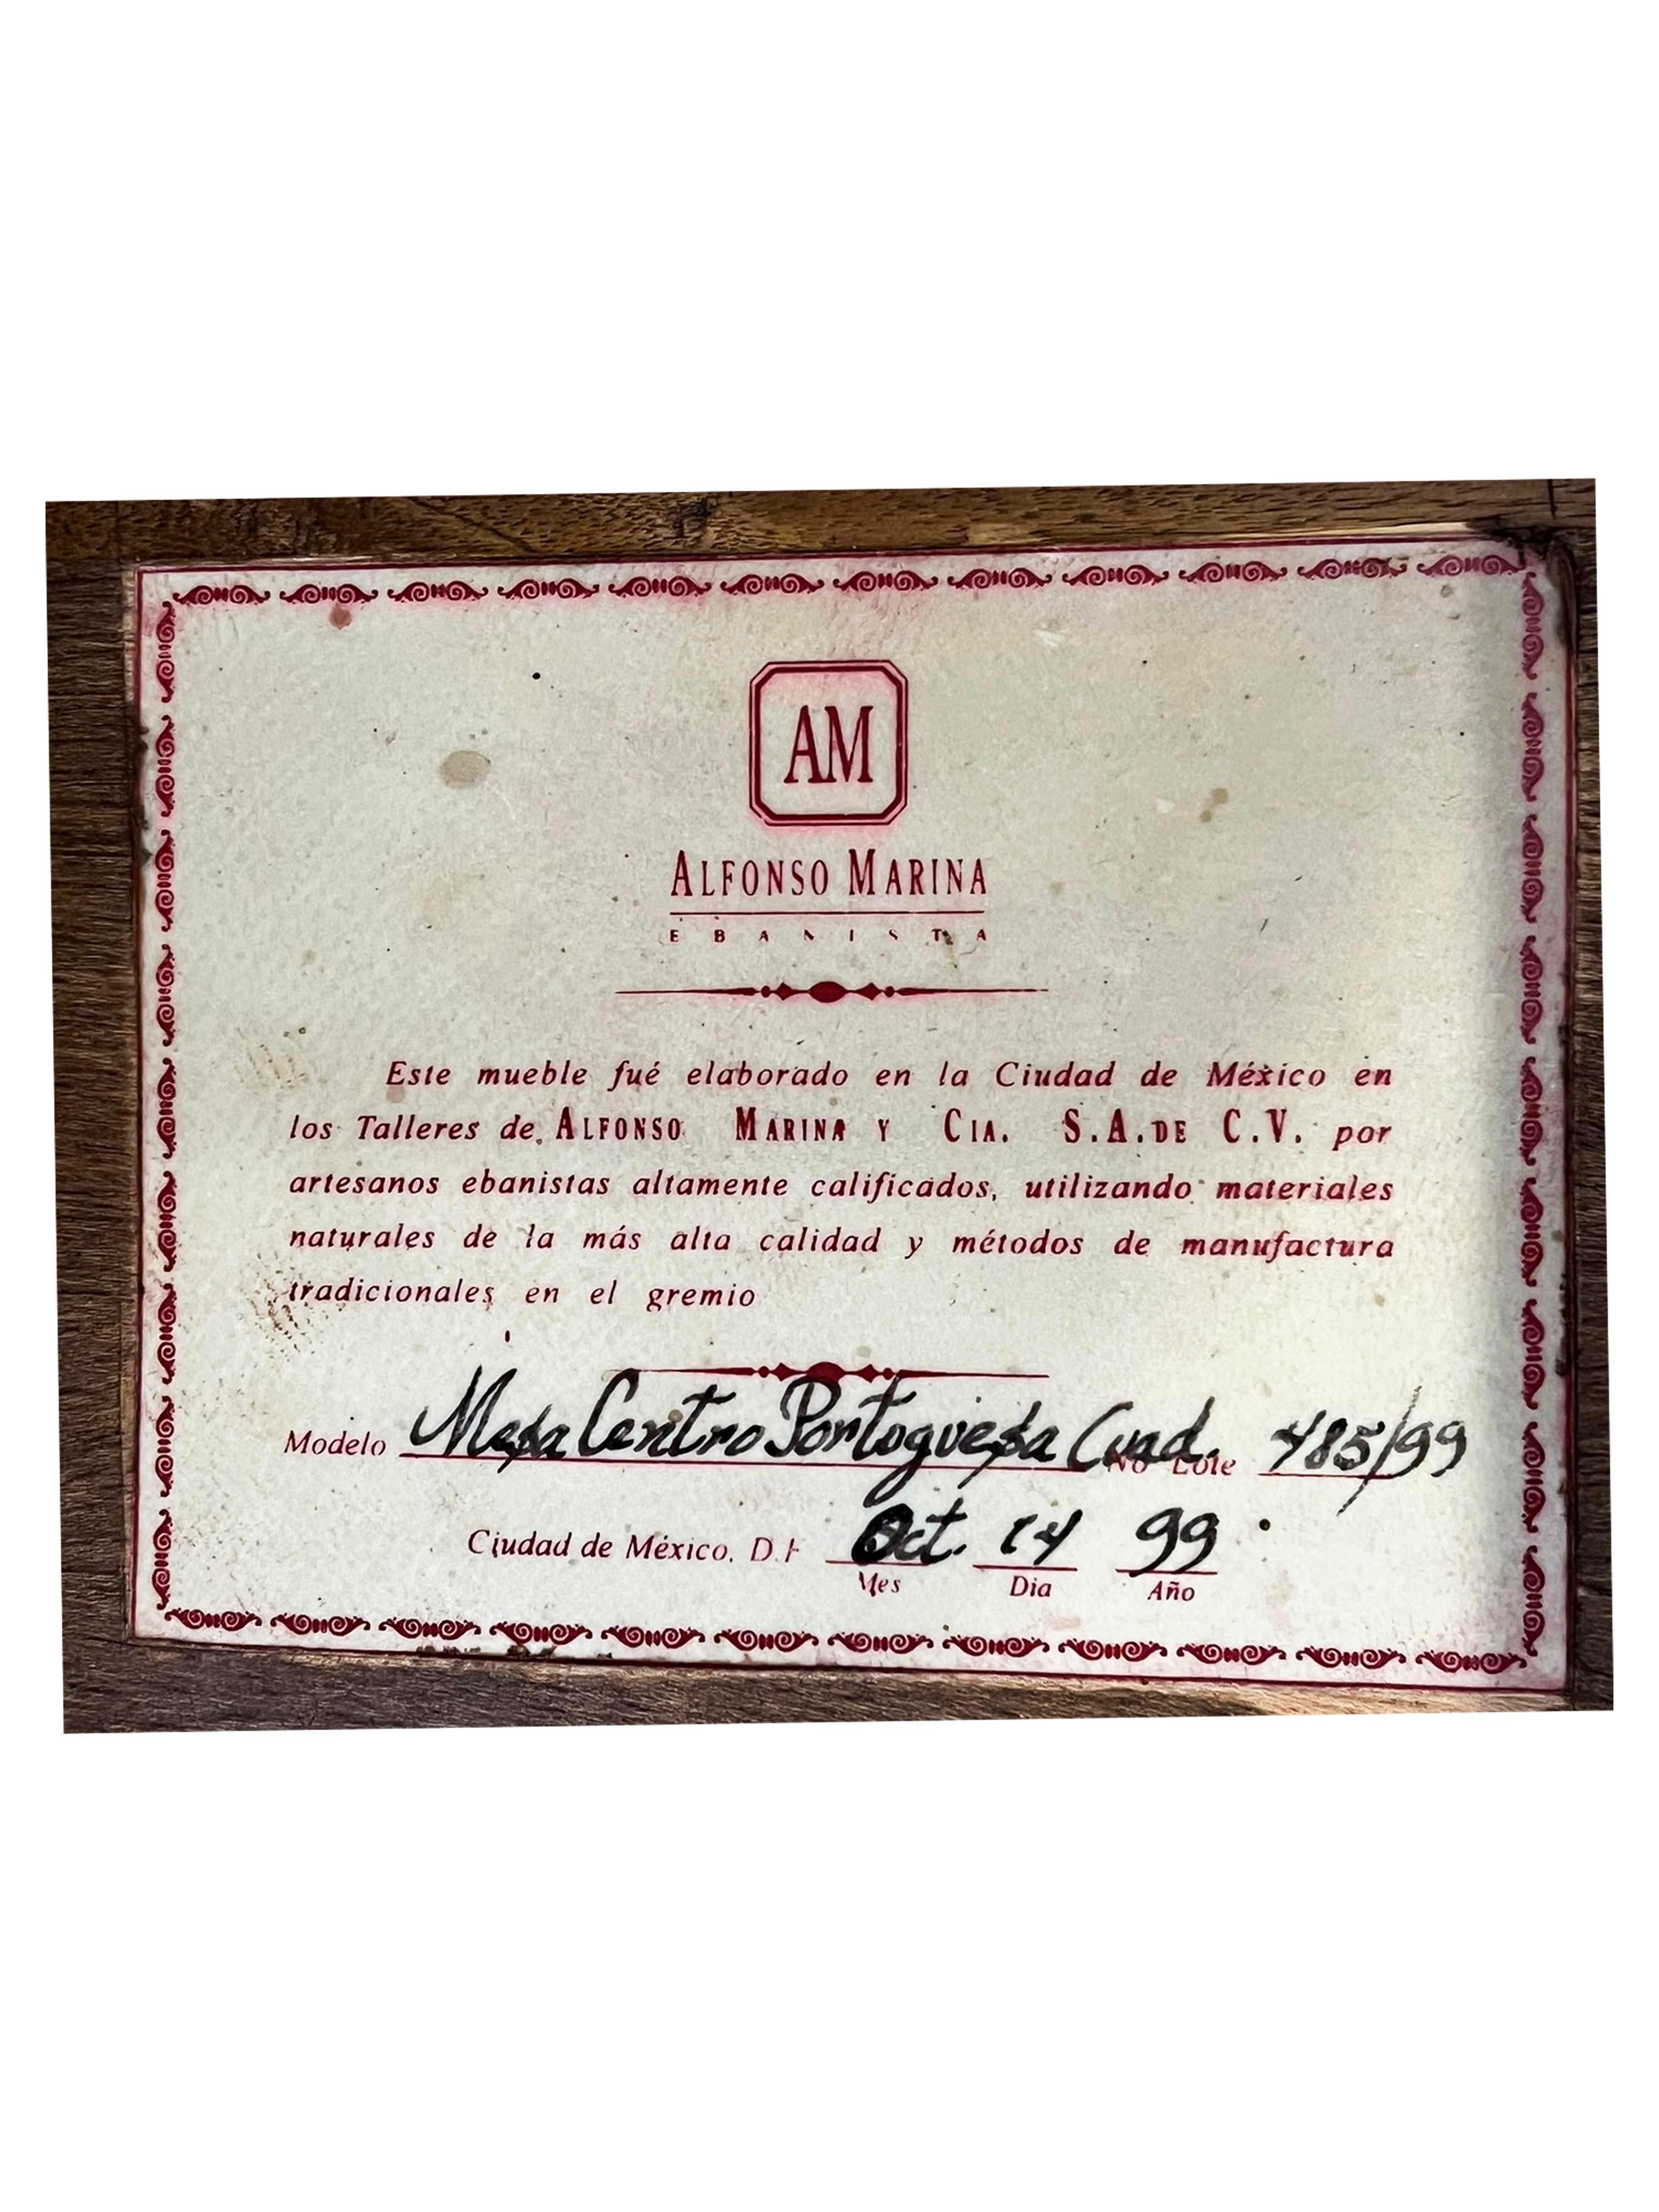 AM
ALFONSO MARINA
EBANISTA
Este mueble fué elaborado en la Ciudad de México en
los Talleres de ALFONSO MARINA Y CIA. S.A. DE C.V. por
artesanos ebanistas altamente calificados, utilizando materiales
naturales de la más alta calidad y métodos de manufactura
tradicionales en el gremio
Modelo Mesa Centro Portoguesa Cuad. No Lote 485/99
Ciudad de México, D.F Oct. 14 99
Mes Dia Año